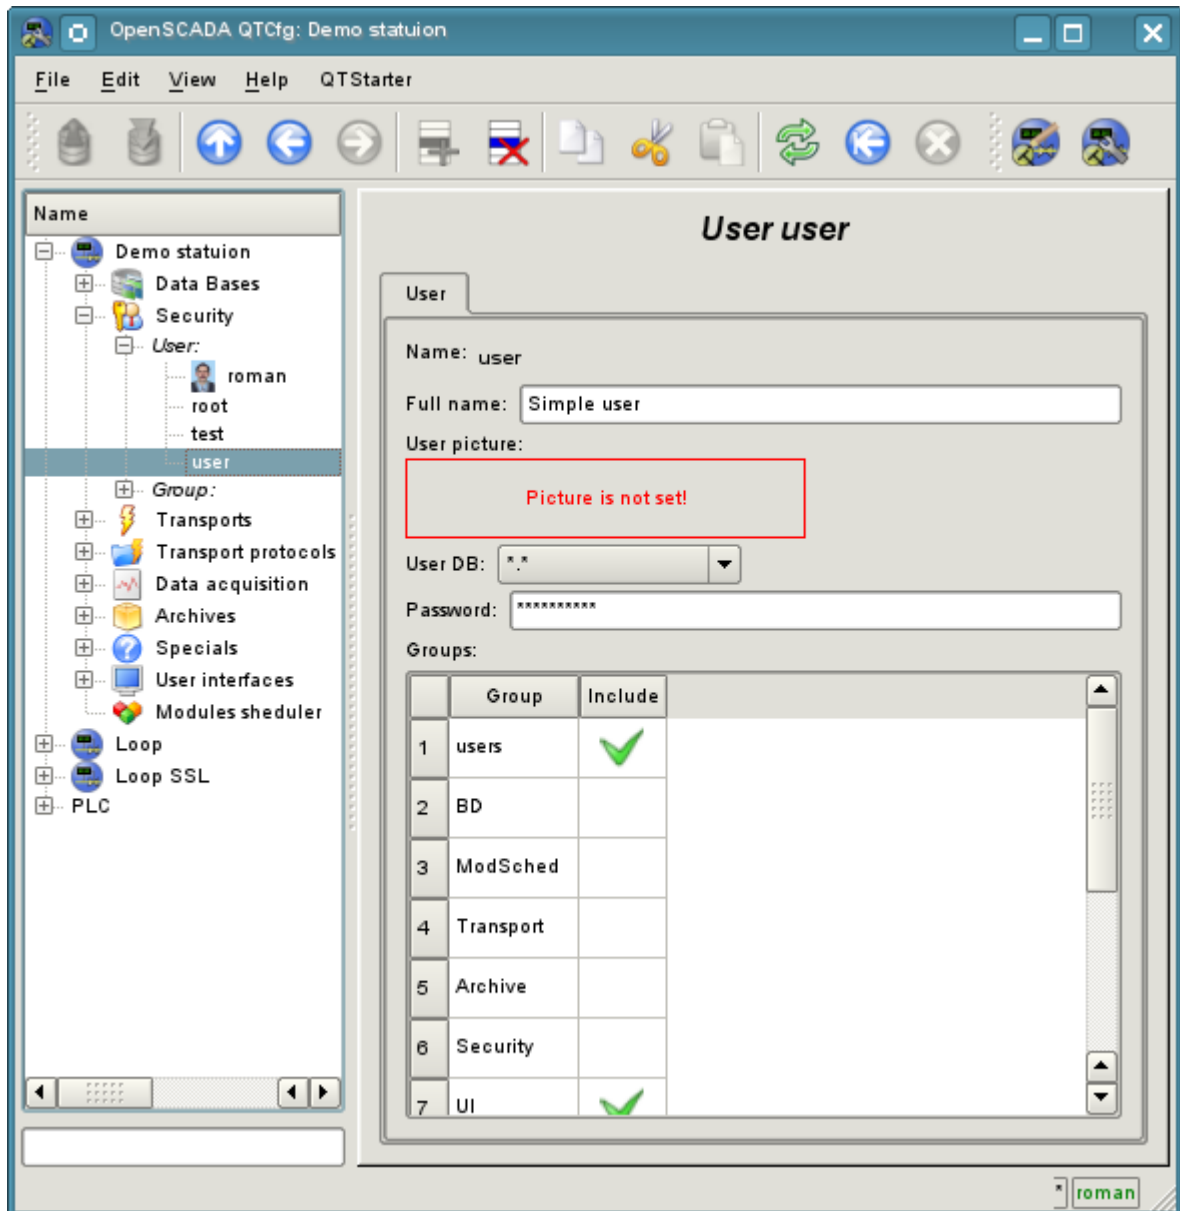 OpenSCADA QTCfg: Demo statuion
File Edit View Help QTStarter
Name
Demo statuion
Data Bases
Security
User:
roman
root
test
user
Group:
Transports
Transport protocols
Data acquisition
Archives
Specials
User interfaces
Modules sheduler
Loop
Loop SSL
PLC
User user
User
Name: user
Full name: Simple user
User picture:
Picture is not set!
User DB: *.*
Password: **********
Groups:
Group Include
1 users
2 BD
3 ModSched
4 Transport
5 Archive
6 Security
7 UI
* roman